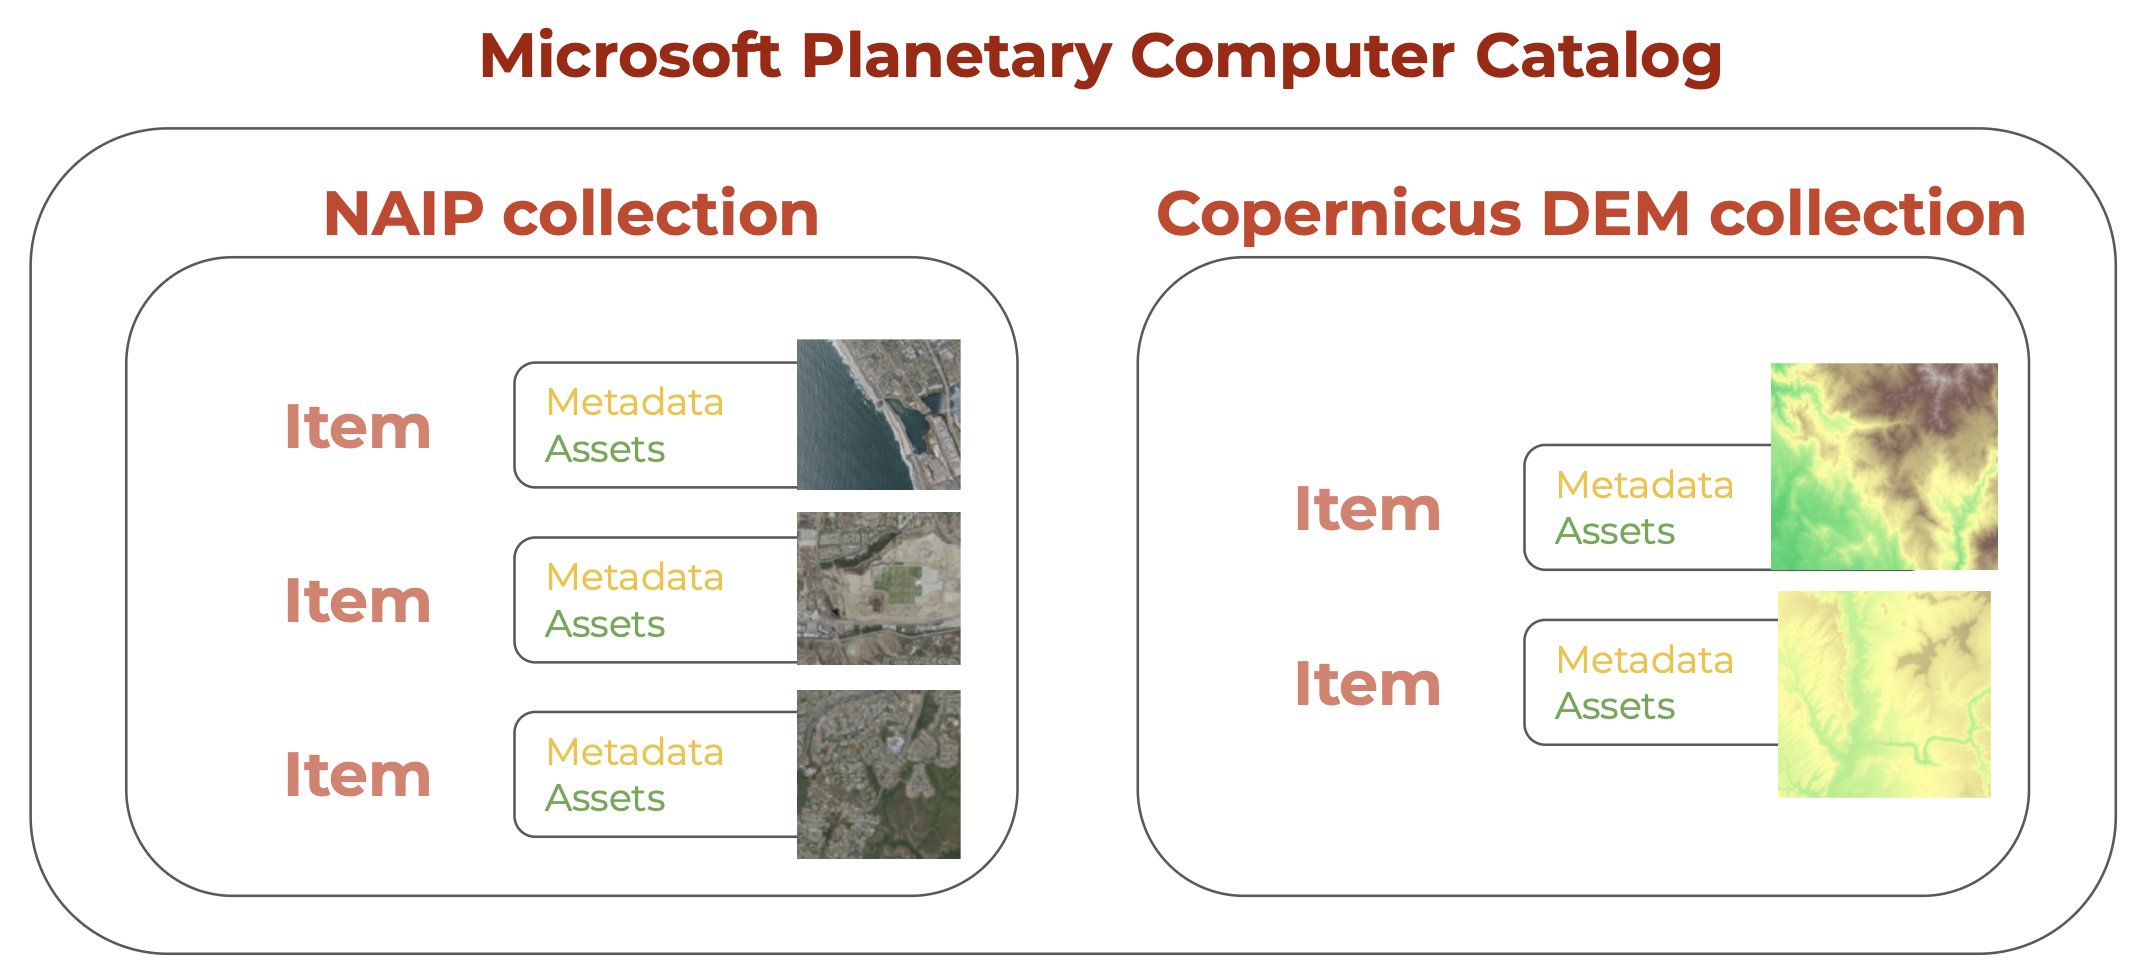 Microsoft Planetary Computer Catalog
NAIP collection
Item
Metadata
Assets
Item
Metadata
Assets
Item
Metadata
Assets
Copernicus DEM collection
Item
Metadata
Assets
Item
Metadata
Assets